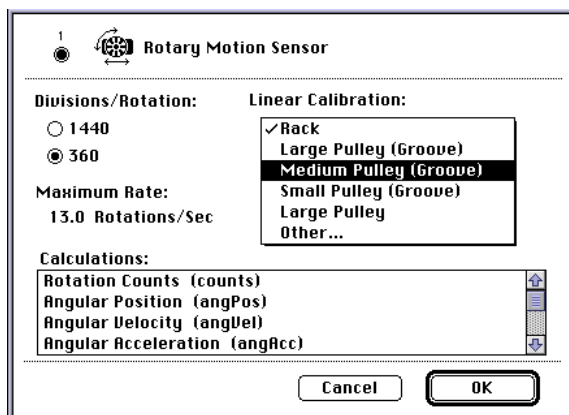 1
Rotary Motion Sensor
Divisions/Rotation:
1440
360
Maximum Rate:
13.0 Rotations/Sec
Linear Calibration:
✓Rack
Large Pulley (Groove)
Medium Pulley (Groove)
Small Pulley (Groove)
Large Pulley
Other...
Calculations:
Rotation Counts (counts)
Angular Position (angPos)
Angular Velocity (angVel)
Angular Acceleration (angAcc)
Cancel
OK